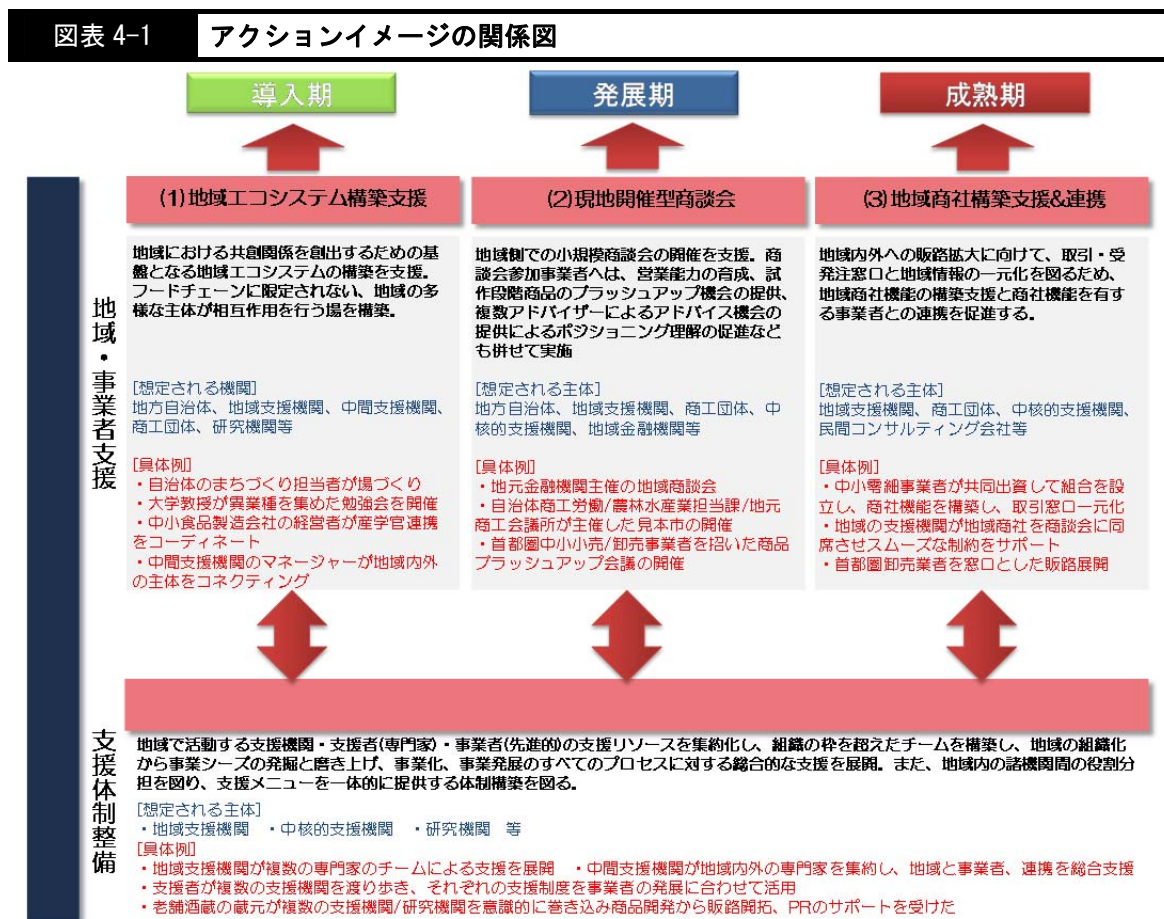 図表 4-1 アクションイメージの関係図
導入期
発展期
成熟期
地域・事業者支援
(1)地域エコシステム構築支援
地域における共創関係を創出するための基
盤となる地域エコシステムの構築を支援。
フードチェーンに限定されない、地域の多
様な主体が相互作用を行う場を構築。
[想定される機関]
地方自治体、地域支援機関、中間支援機関、
商工団体、研究機関等
[具体例]
・自治体のまちづくり担当者が場づくり
・大学教授が異業種を集めた勉強会を開催
・中小食品製造会社の経営者が産学官連携
をコーディネート
・中間支援機関のマネージャーが地域内外
の主体をコネクティング
(2)現地開催型商談会
地域側での小規模商談会の開催を支援。商
談会参加事業者へは、営業能力の育成、試
作段階商品のブラッシュアップ機会の提供、
複数アドバイザーによるアドバイス機会の
提供によるポジショニング理解の促進など
も併せて実施
[想定される主体]
地方自治体、地域支援機関、商工団体、中
核的支援機関、地域金融機関等
[具体例]
・地元金融機関主催の地域商談会
・自治体商工労働/農林水産業担当課/地元
商工会議所が主催した見本市の開催
・首都圏中小小売/卸売事業者を招いた商品
ブラッシュアップ会議の開催
(3)地域商社構築支援&連携
地域内外への販路拡大に向けて、取引・受
発注窓口と地域情報の一元化を図るため、
地域商社機能の構築支援と商社機能を有す
る事業者との連携を促進する。
[想定される主体]
地域支援機関、商工団体、中核的支援機関、
民間コンサルティング会社等
[具体例]
・中小零細事業者が共同出資して組合を設
立し、商社機能を構築し、取引窓口一元化
・地域の支援機関が地域商社を商談会に同
席させスムーズな制約をサポート
・首都圏卸売業者を窓口とした販路展開
支援体制整備
地域で活動する支援機関・支援者(専門家)・事業者(先進的)の支援リソースを集約化し、組織の枠を超えたチームを構築し、地域の組織化
から事業シーズの発掘と磨き上げ、事業化、事業発展のすべてのプロセスに対する総合的な支援を展開。また、地域内の諸機関間の役割分
担を図り、支援メニューを一体的に提供する体制構築を図る。
[想定される主体]
・地域支援機関 ・中核的支援機関 ・研究機関 等
[具体例]
・地域支援機関が複数の専門家のチームによる支援を展開 ・中間支援機関が地域内外の専門家を集約し、地域と事業者、連携を総合支援
・支援者が複数の支援機関を渡り歩き、それぞれの支援制度を事業者の発展に合わせて活用
・老舗酒蔵の蔵元が複数の支援機関/研究機関を意識的に巻き込み商品開発から販路開拓、PRのサポートを受けた